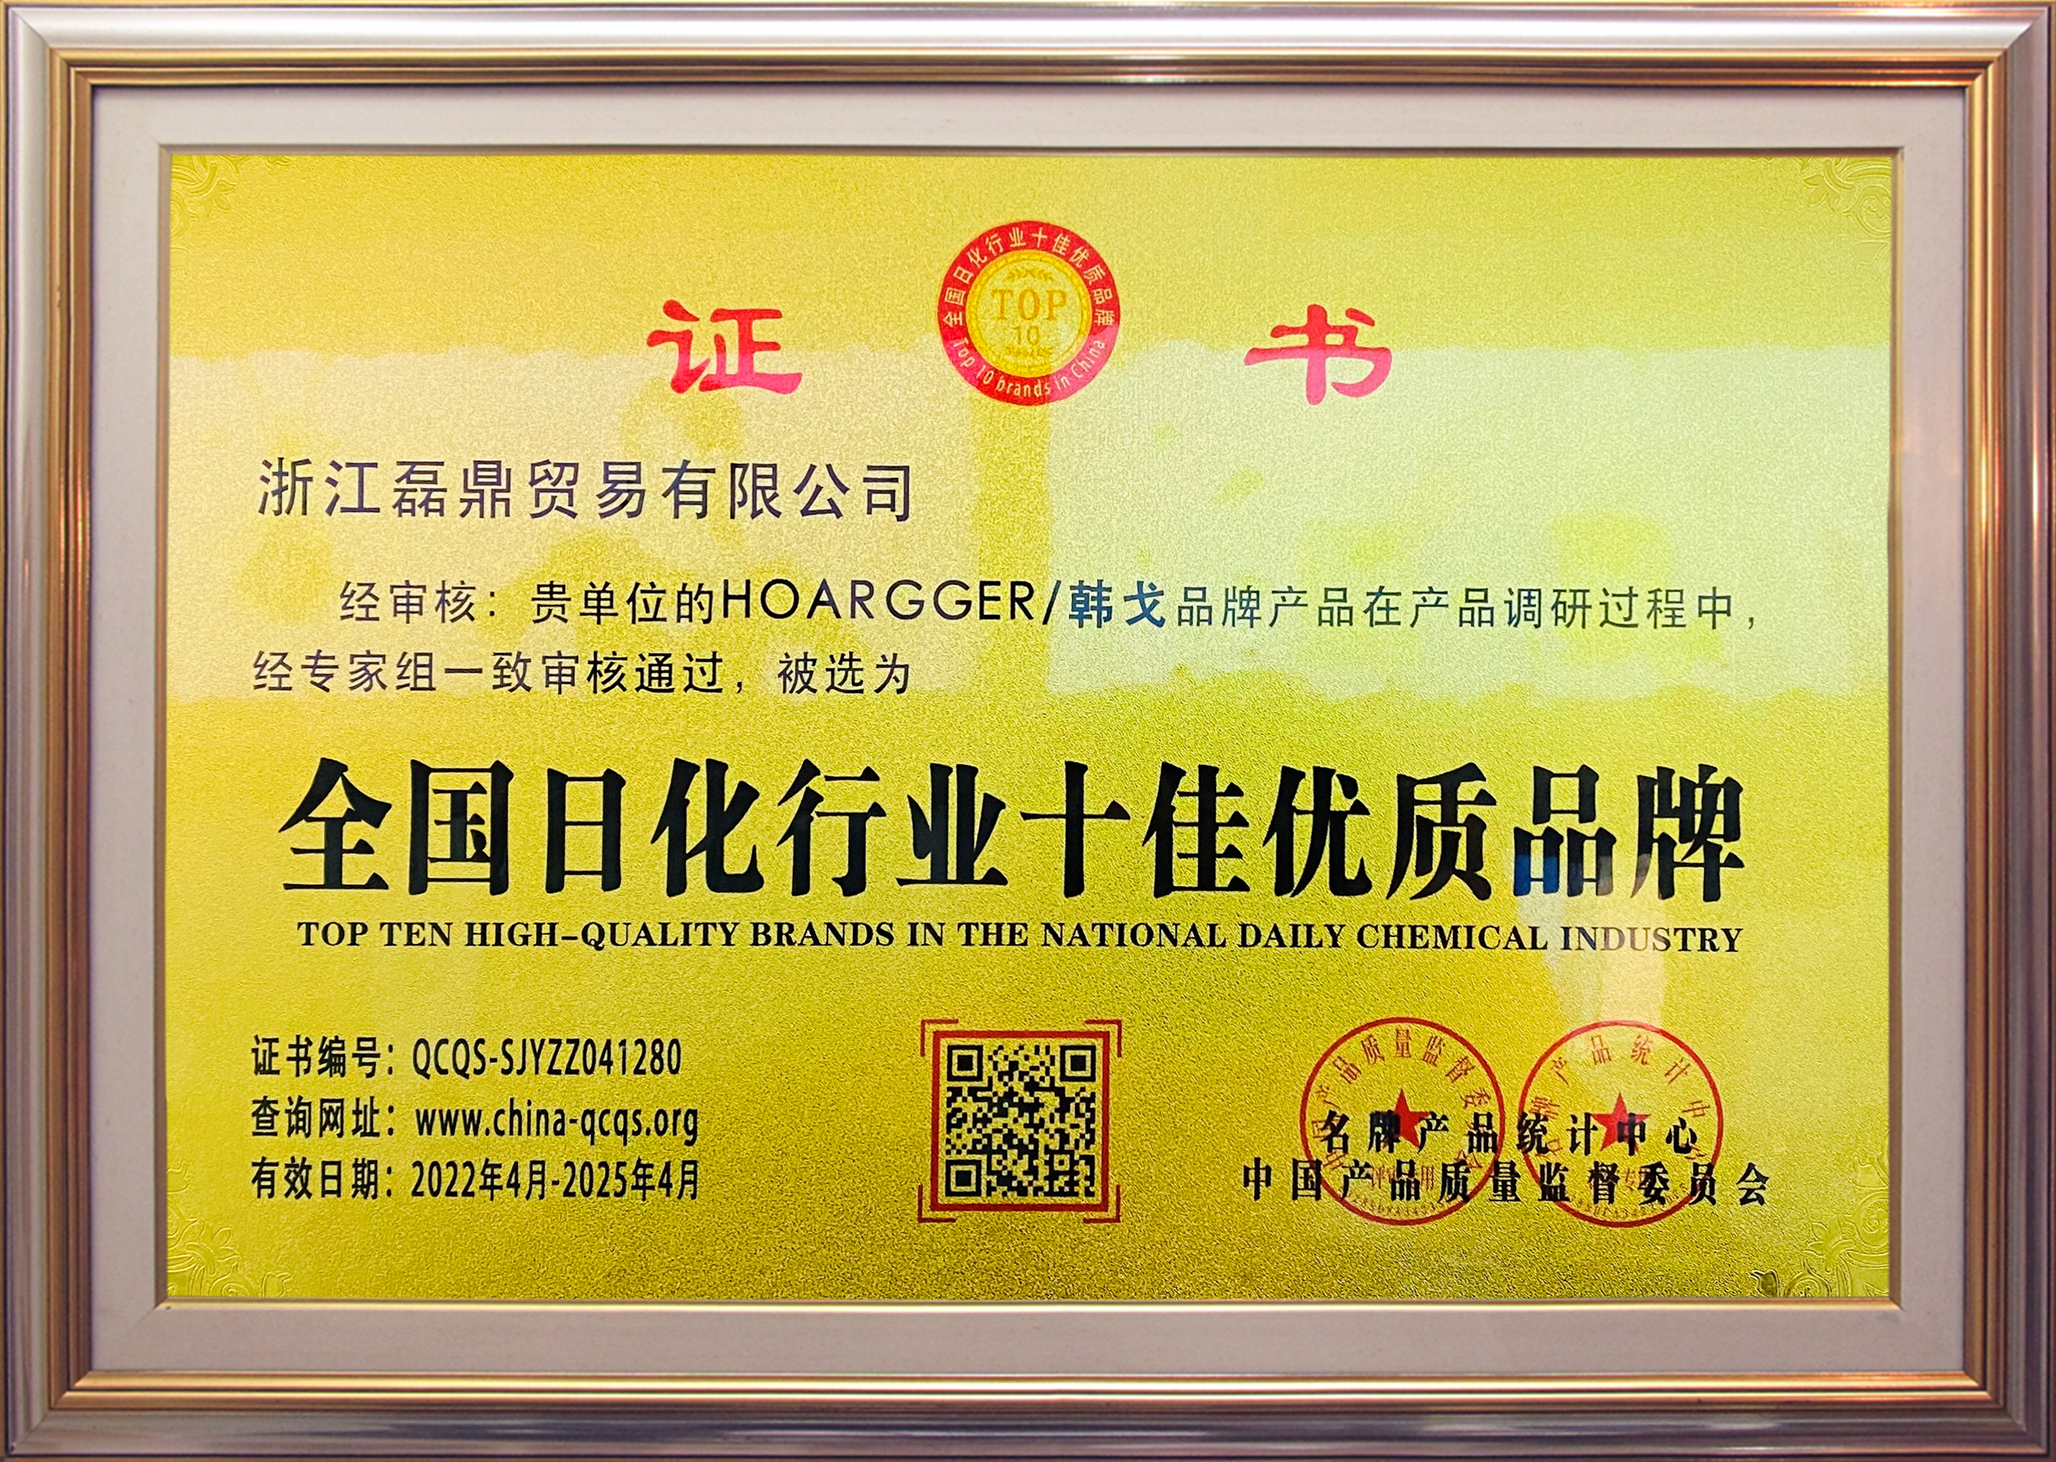 全国日化行业十佳优质品牌
TOP
10
Top 10 brands in China
证 书
浙江磊鼎贸易有限公司
经审核：贵单位的HOARGGER/韩戈品牌产品在产品调研过程中，
经专家组一致审核通过，被选为
全国日化行业十佳优质品牌
TOP TEN HIGH-QUALITY BRANDS IN THE NATIONAL DAILY CHEMICAL INDUSTRY
证书编号：QCQS-SJYZZ041280
查询网址：www.china-qcqs.org
有效日期：2022年4月-2025年4月
名牌产品统计中心
中国产品质量监督委员会